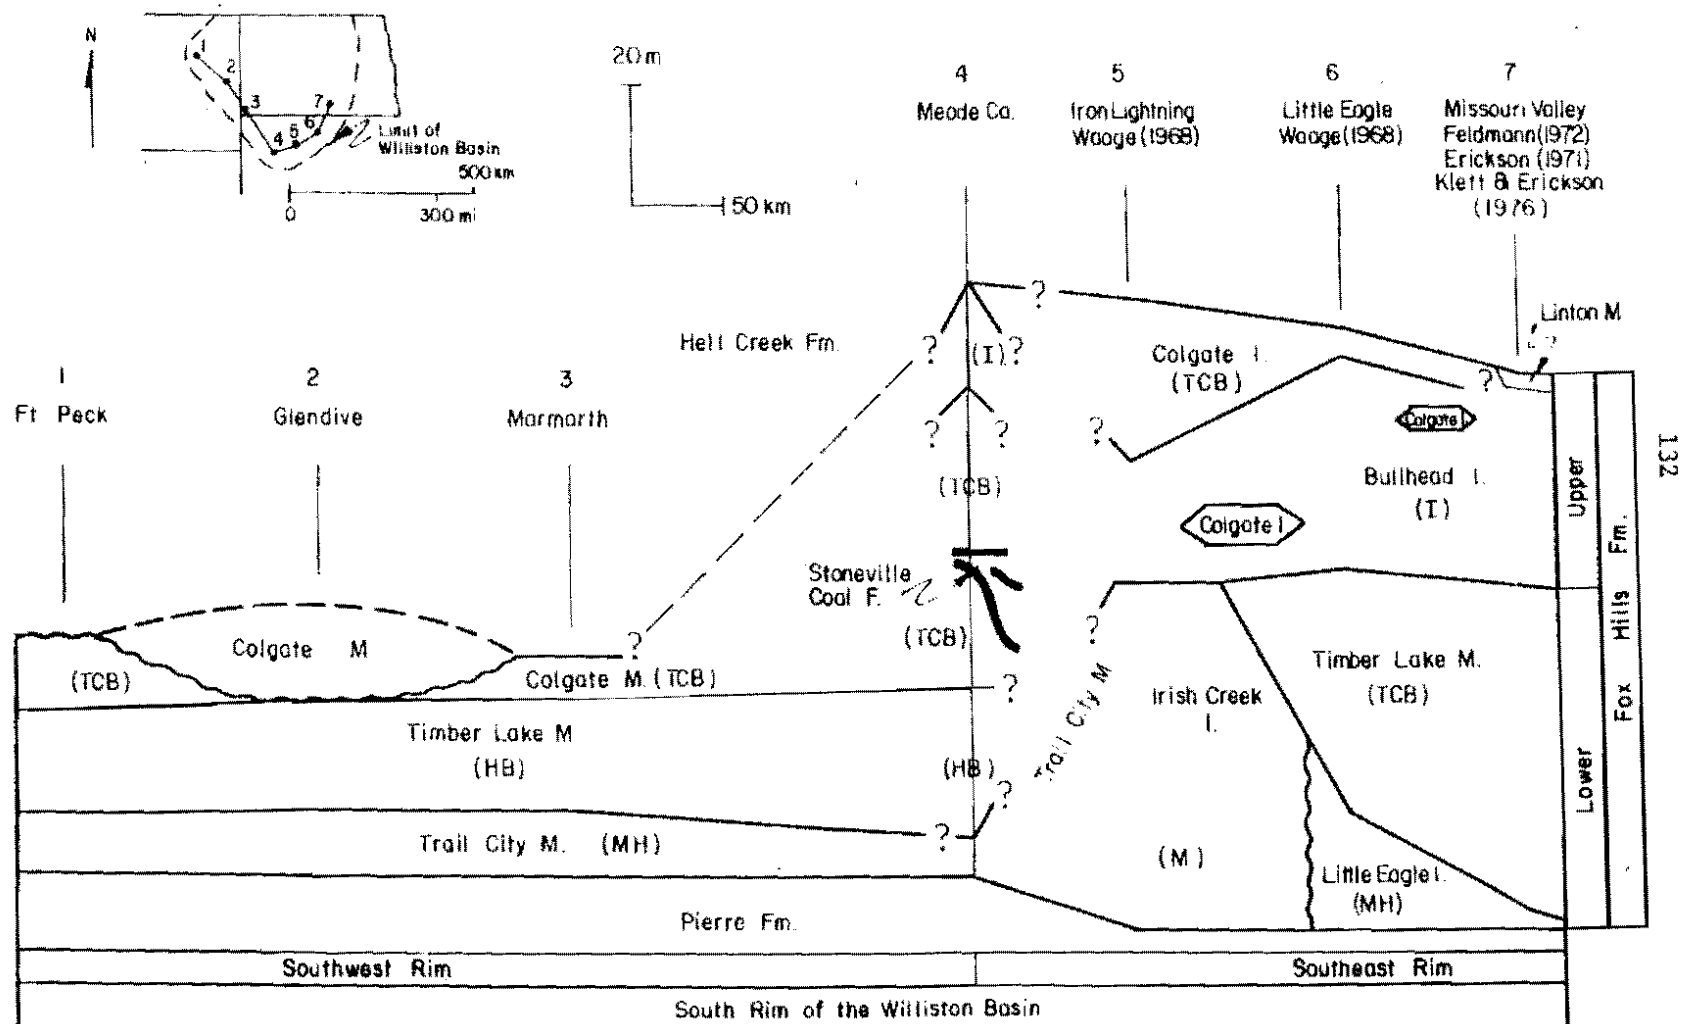 N
1
2
3
4
5
6
7
Limit of
Williston Basin
500 km
0
300 mi
20 m
50 km
4
Meade Co.
5
Iron Lightning
Waage (1968)
6
Little Eagle
Waage (1968)
7
Missouri Valley
Feldmann (1972)
Erickson (1971)
Klett & Erickson
(1976)
1
Ft Peck
2
Glendive
3
Marmarth
Hell Creek Fm.
?
(I)
?
?
?
?
(TCB)
Colgate l.
(TCB)
Linton M
?
?
Colgate l
?
Bullhead l.
(I)
Colgate l
Stoneville
Coal F.
(TCB)
Colgate M
(TCB)
?
Colgate M. (TCB)
?
Timber Lake M
(HB)
(HB)
?
?
?
Trail City M
Trail City M. (MH)
Irish Creek
l.
(M)
Timber Lake M.
(TCB)
Little Eagle l.
(MH)
Pierre Fm.
Upper
Lower
Fox Hills Fm.
132
Southwest Rim
Southeast Rim
South Rim of the Williston Basin